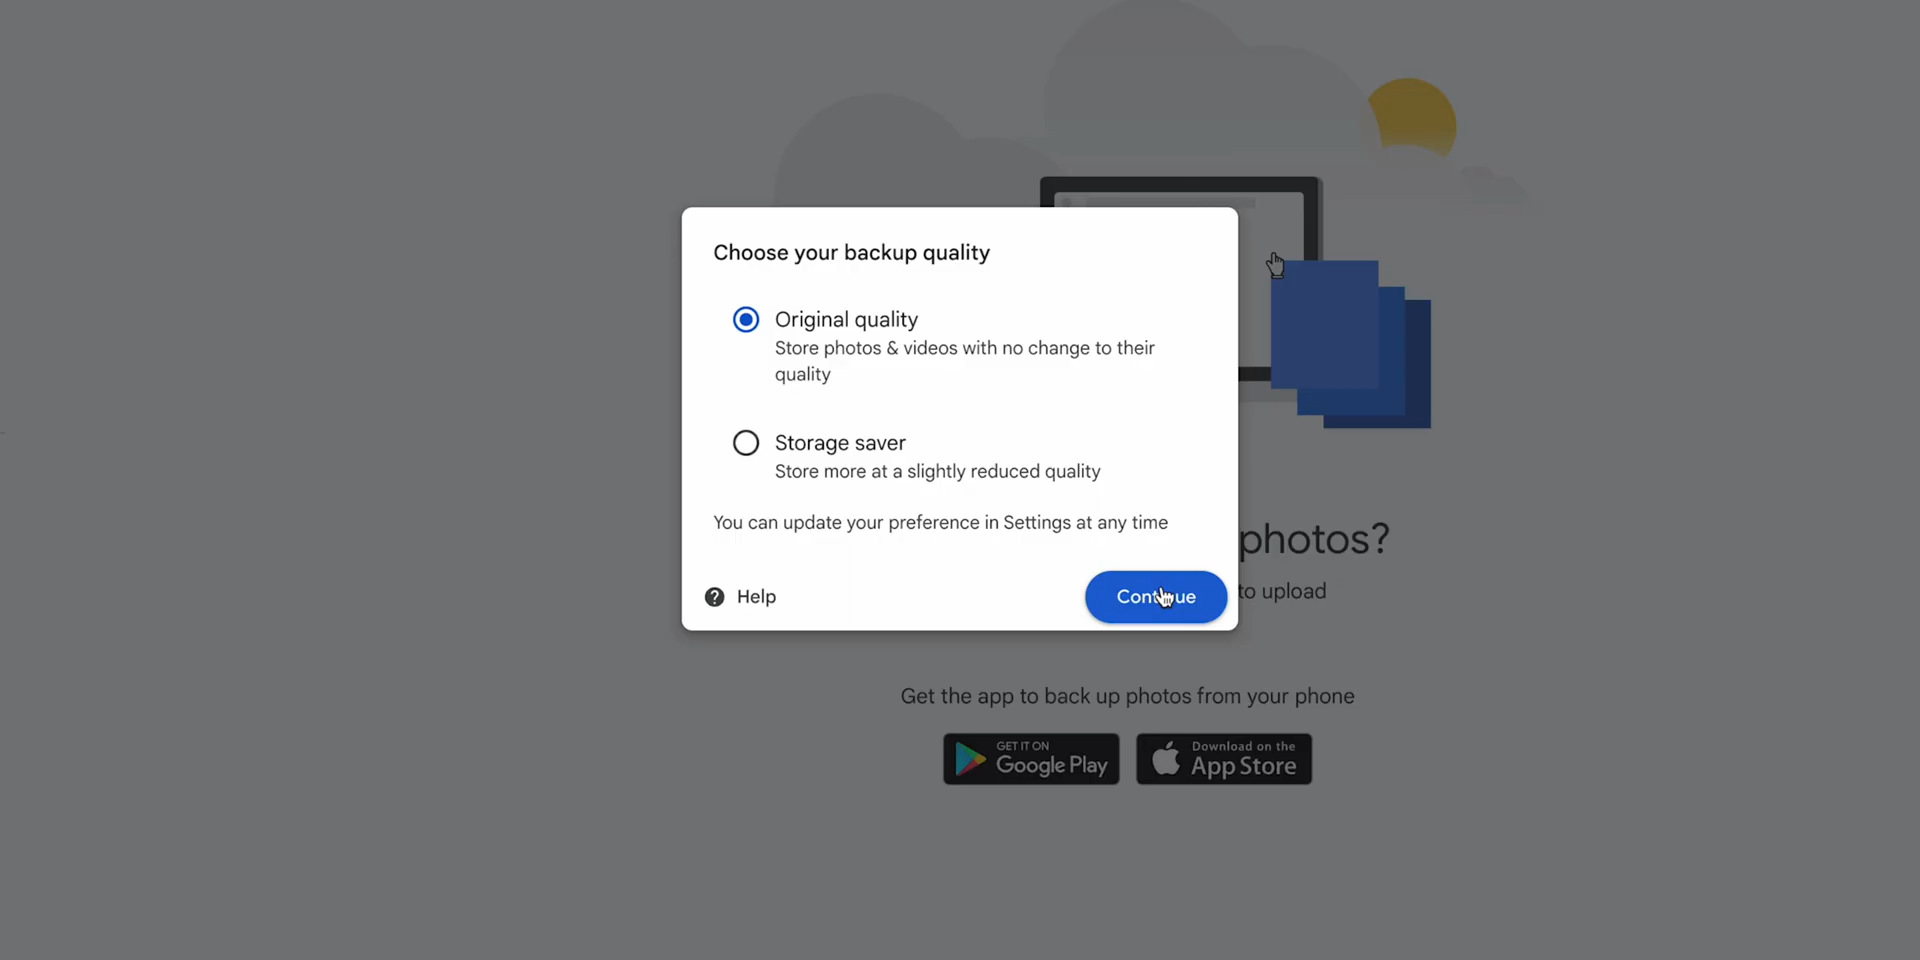 Choose your backup quality
Original quality
Store photos & videos with no change to their
quality
Storage saver
Store more at a slightly reduced quality
You can update your preference in Settings at any time
Help
photos?
to upload
Get the app to back up photos from your phone
GET IT ON
Google Play
Download on the
App Store